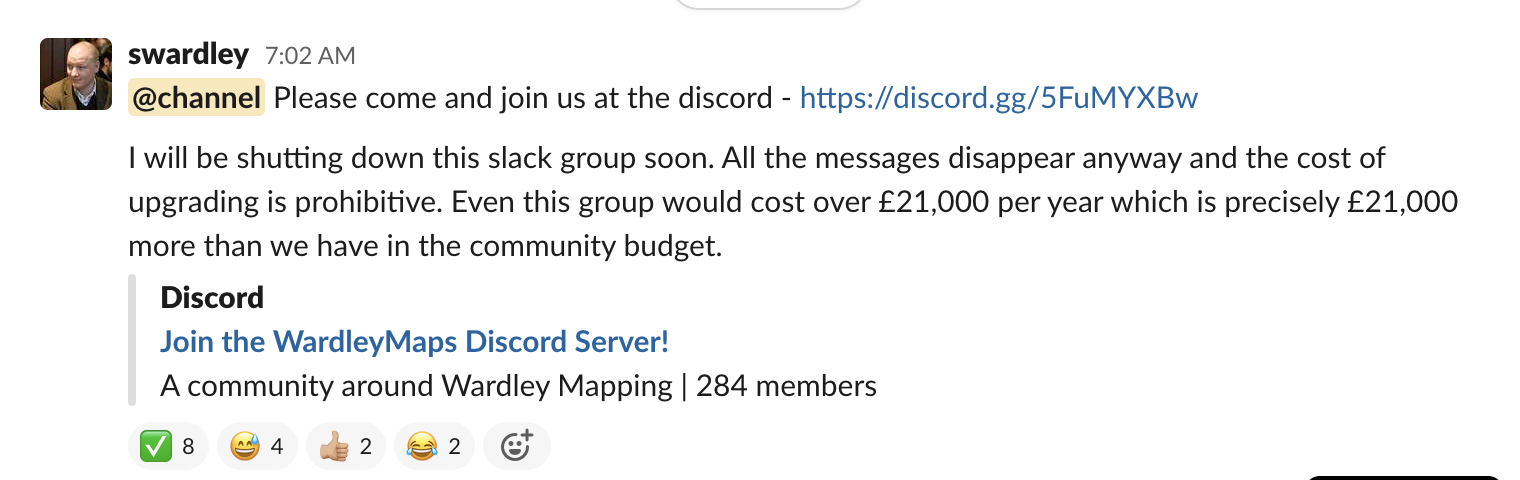 swardley 7:02 AM
@channel Please come and join us at the discord - https://discord.gg/5FuMYXBw
I will be shutting down this slack group soon. All the messages disappear anyway and the cost of
upgrading is prohibitive. Even this group would cost over £21,000 per year which is precisely £21,000
more than we have in the community budget.
Discord
Join the WardleyMaps Discord Server!
A community around Wardley Mapping | 284 members
8 4 2 2